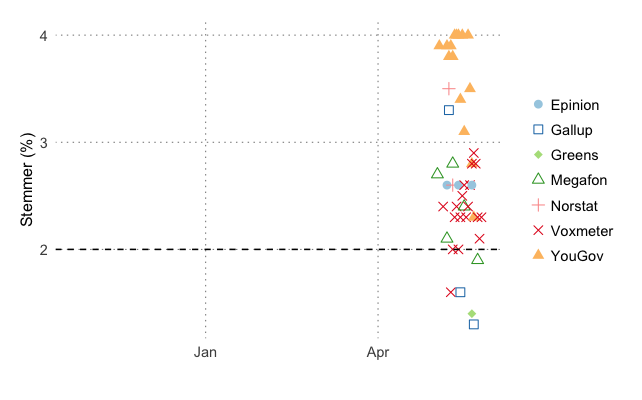 4
3
2
Stemmer (%)
Jan
Apr
Epinion
Gallup
Greens
Megafon
Norstat
Voxmeter
YouGov